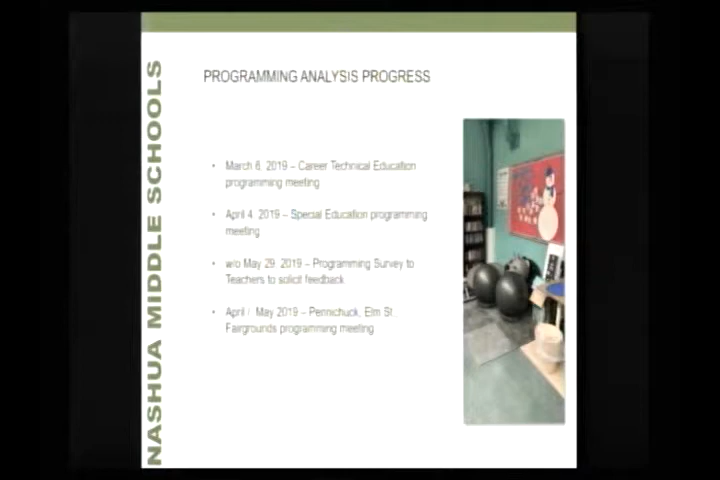 NASHUA MIDDLE SCHOOLS
PROGRAMMING ANALYSIS PROGRESS
• March 6, 2019 – Career Technical Education
programming meeting
• April 4, 2019 – Special Education programming
meeting
• w/o May 29, 2019 – Programming Survey to
Teachers to solicit feedback
• April / May 2019 – Pennichuck, Elm St.
Fairgrounds programming meeting